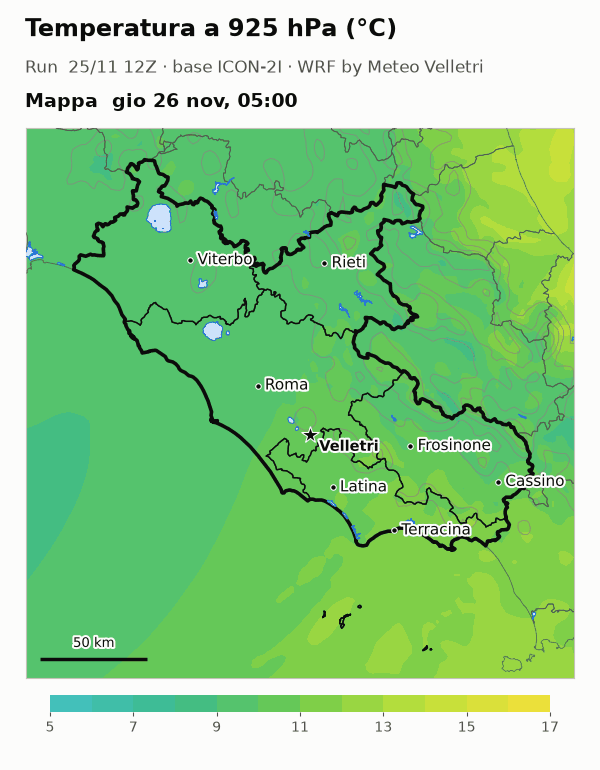 Temperatura a 925 hPa (°C)
Run  25/11 12Z · base ICON-2I · WRF by Meteo Velletri
Mappa  gio 26 nov, 05:00
Viterbo
Rieti
Roma
Velletri
Frosinone
Cassino
Latina
Terracina
50 km
5 7 9 11 13 15 17